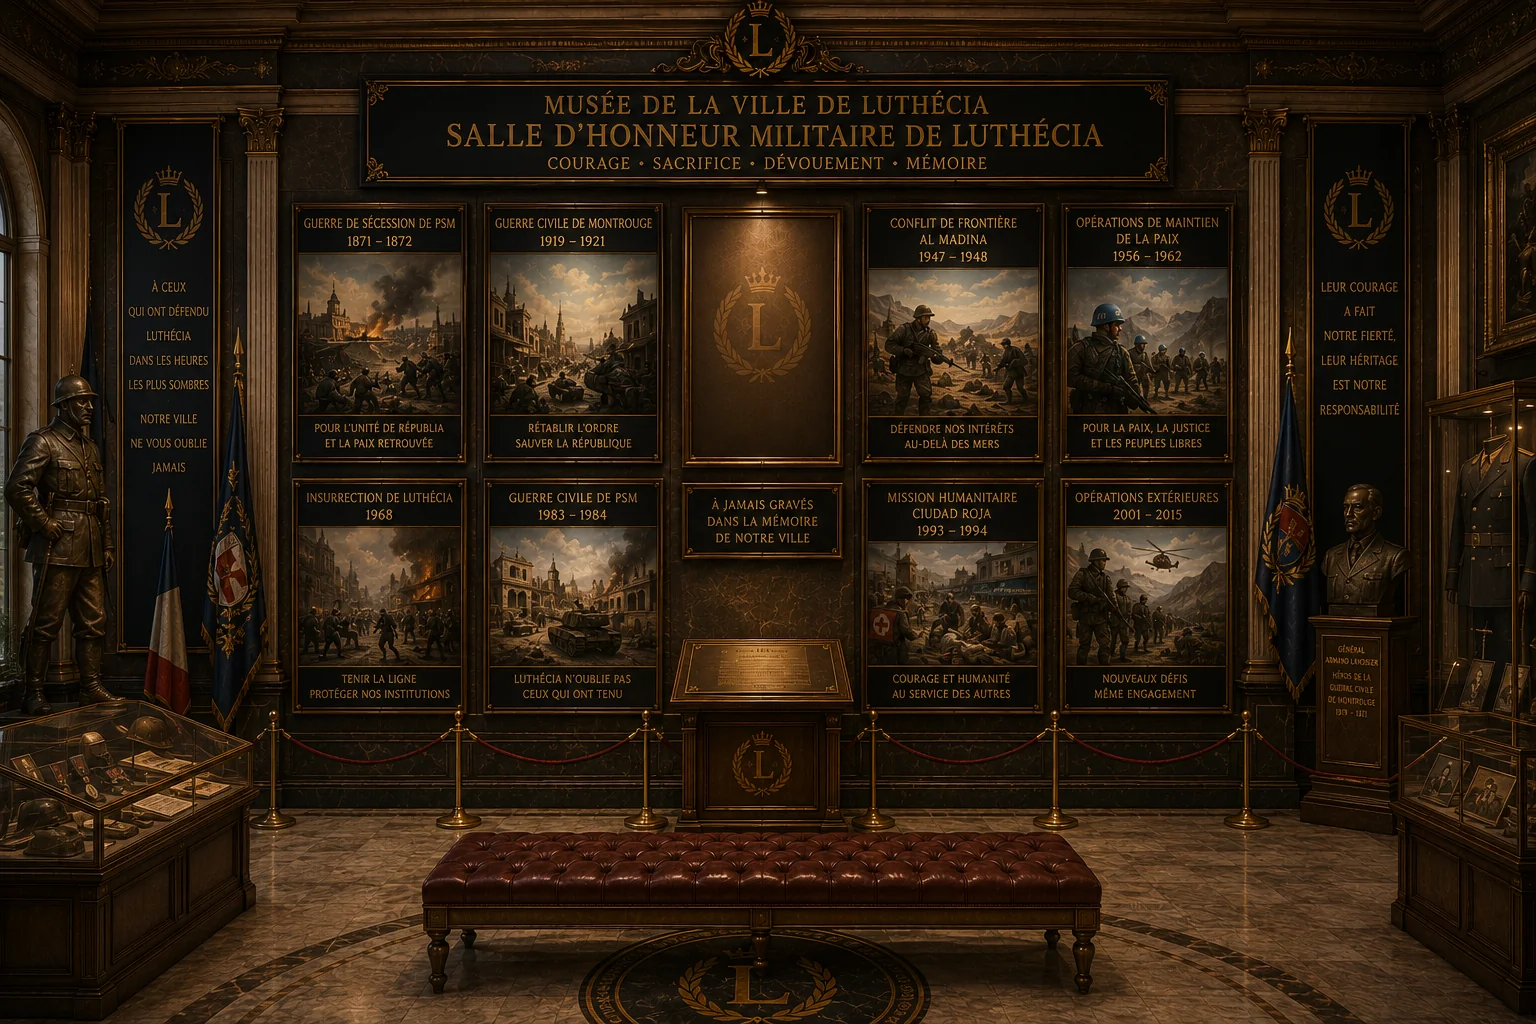 L
MUSÉE DE LA VILLE DE LUTHÉCIA
SALLE D'HONNEUR MILITAIRE DE LUTHÉCIA
COURAGE • SACRIFICE • DÉVOUEMENT • MÉMOIRE
L
À CEUX
QUI ONT DÉFENDU
LUTHÉCIA
DANS LES HEURES
LES PLUS SOMBRES
NOTRE VILLE
NE VOUS OUBLIE
JAMAIS
GUERRE DE SÉCESSION DE PSM
1871 – 1872
POUR L'UNITÉ DE RÉPUBLIA
ET LA PAIX RETROUVÉE
GUERRE CIVILE DE MONTROUGE
1919 – 1921
RÉTABLIR L'ORDRE
SAUVER LA RÉPUBLIQUE
L
CONFLIT DE FRONTIÈRE
AL MADINA
1947 – 1948
DÉFENDRE NOS INTÉRÊTS
AU-DELÀ DES MERS
OPÉRATIONS DE MAINTIEN
DE LA PAIX
1956 – 1962
POUR LA PAIX, LA JUSTICE
ET LES PEUPLES LIBRES
L
LEUR COURAGE
A FAIT
NOTRE FIERTÉ,
LEUR HÉRITAGE
EST NOTRE
RESPONSABILITÉ
INSURRECTION DE LUTHÉCIA
1968
TENIR LA LIGNE
PROTÉGER NOS INSTITUTIONS
GUERRE CIVILE DE PSM
1983 – 1984
LUTHÉCIA N'OUBLIE PAS
CEUX QUI ONT TENU
À JAMAIS GRAVÉS
DANS LA MÉMOIRE
DE NOTRE VILLE
MISSION HUMANITAIRE
CIUDAD ROJA
1993 – 1994
COURAGE ET HUMANITÉ
AU SERVICE DES AUTRES
OPÉRATIONS EXTÉRIEURES
2001 – 2015
NOUVEAUX DÉFIS
MÊME ENGAGEMENT
GÉNÉRAL
HÉROS DE LA
GUERRE CIVILE
DE MONTROUGE
1919 – 1921
L
L